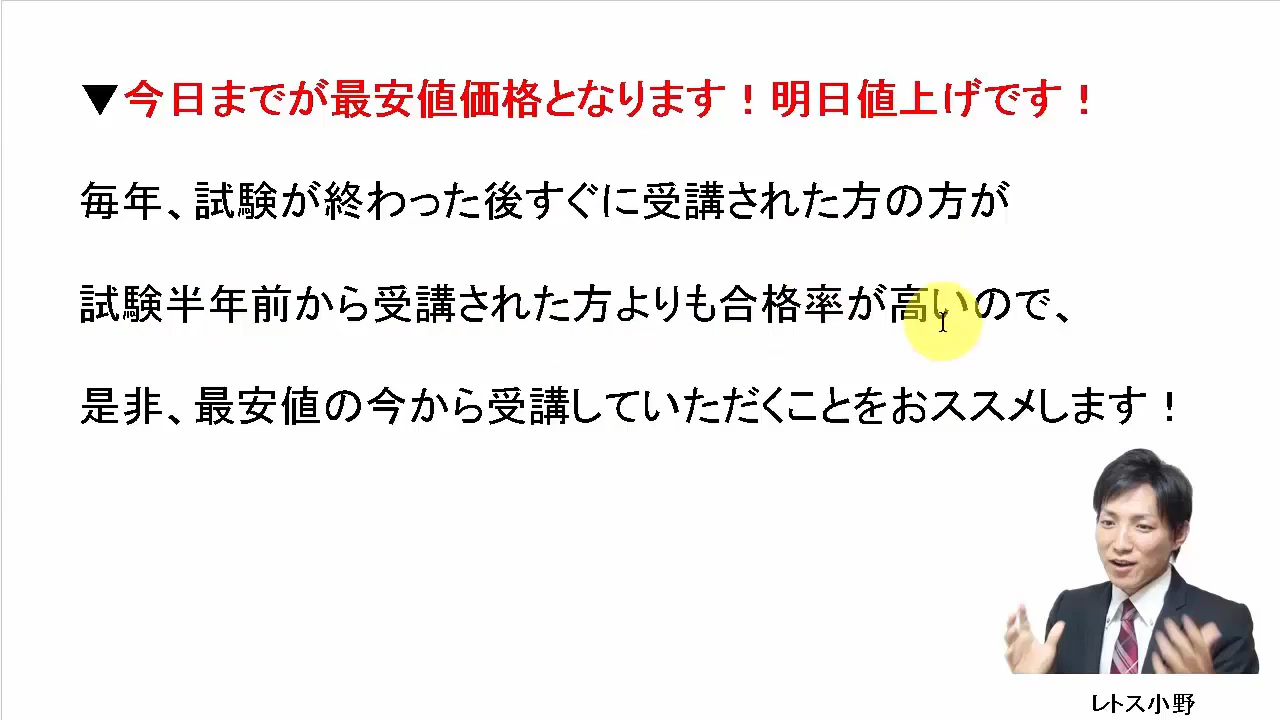 ▼今日までが最安値価格となります！明日値上げです！
毎年、試験が終わった後すぐに受講された方の方が
試験半年前から受講された方よりも合格率が高いので、
是非、最安値の今から受講していただくことをおススメします！
レトス小野